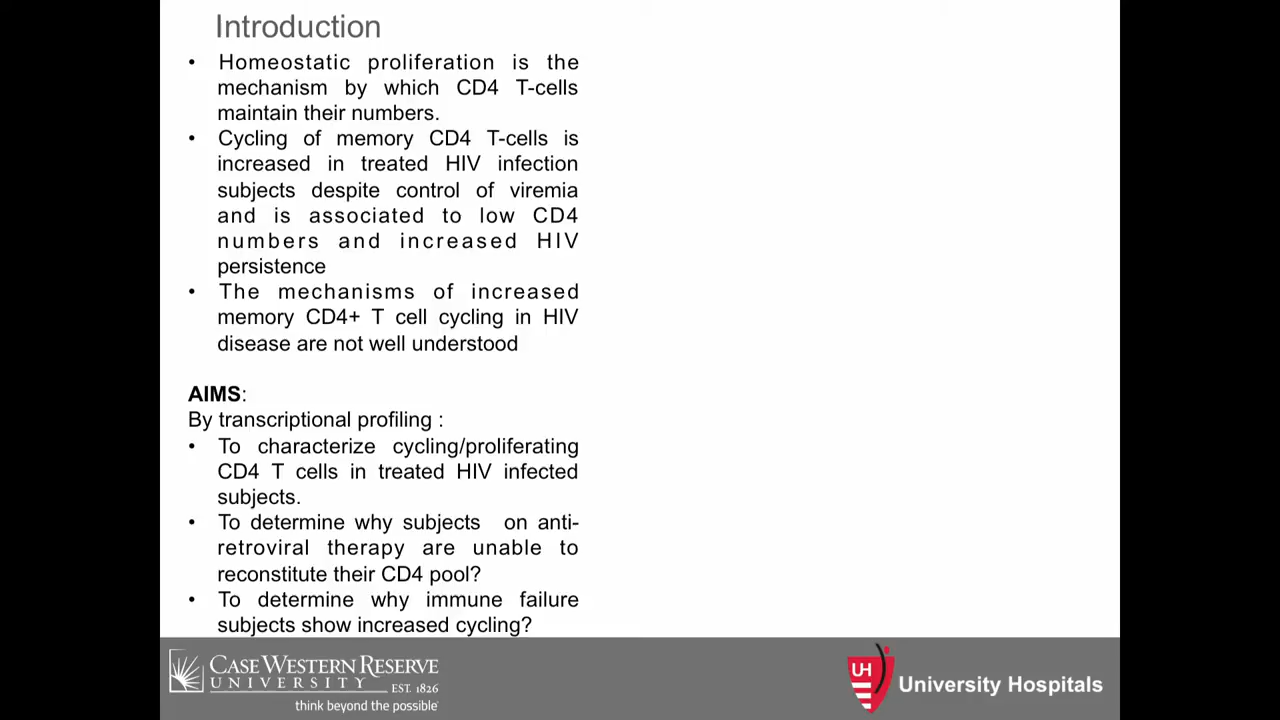 Introduction
• Homeostatic proliferation is the
mechanism by which CD4 T-cells
maintain their numbers.
• Cycling of memory CD4 T-cells is
increased in treated HIV infection
subjects despite control of viremia
and is associated to low CD4
numbers and increased HIV
persistence
• The mechanisms of increased
memory CD4+ T cell cycling in HIV
disease are not well understood
AIMS:
By transcriptional profiling :
• To characterize cycling/proliferating
CD4 T cells in treated HIV infected
subjects.
• To determine why subjects on anti-
retroviral therapy are unable to
reconstitute their CD4 pool?
• To determine why immune failure
subjects show increased cycling?
CASE WESTERN RESERVE
UNIVERSITY EST. 1826
think beyond the possible
UH
University Hospitals